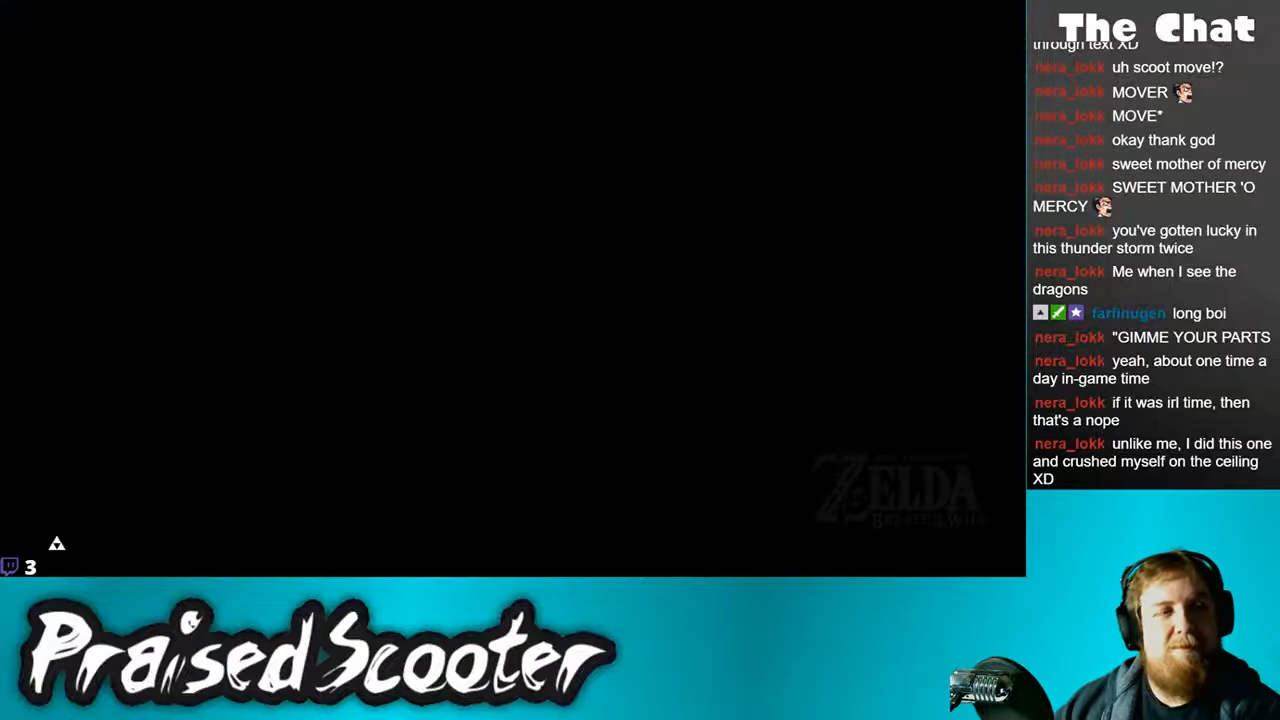 The Chat
through text XD
nera_lokk uh scoot move!?
nera_lokk MOVER
nera_lokk MOVE*
nera_lokk okay thank god
nera_lokk sweet mother of mercy
nera_lokk SWEET MOTHER 'O
MERCY
nera_lokk you've gotten lucky in
this thunder storm twice
nera_lokk Me when I see the
dragons
farfinugen long boi
nera_lokk "GIMME YOUR PARTS
nera_lokk yeah, about one time a
day in-game time
nera_lokk if it was irl time, then
that's a nope
nera_lokk unlike me, I did this one
and crushed myself on the ceiling
XD
ZELDA
BREATH OF THE WILD
3
PraisedScooter